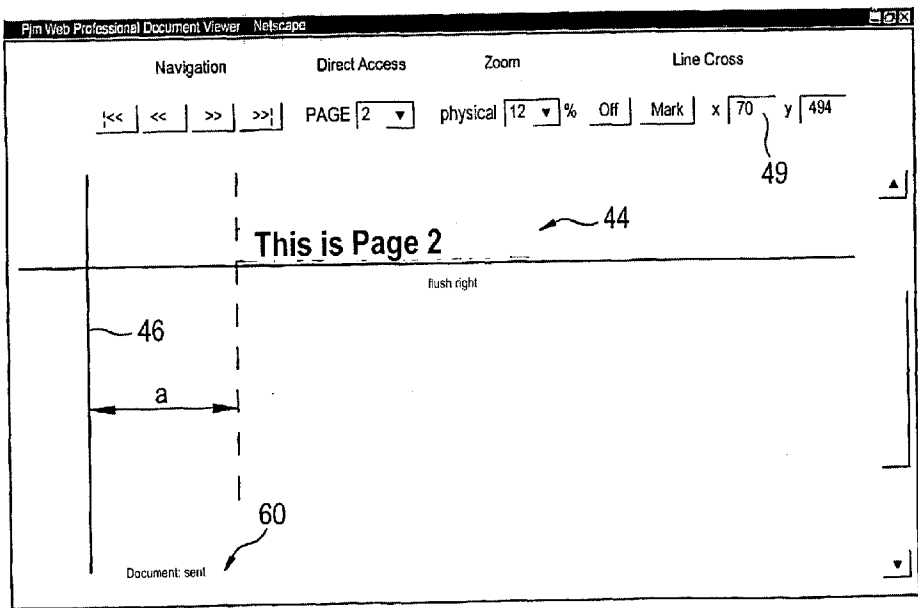 Pjm Web Professional Document Viewer Netscape
Navigation Direct Access Zoom Line Cross
|<< << >> >>| PAGE 2 ▼ physical 12 ▼ % Off Mark x 70 y 494
49
44
This is Page 2
flush right
46
a
60
Document: sent